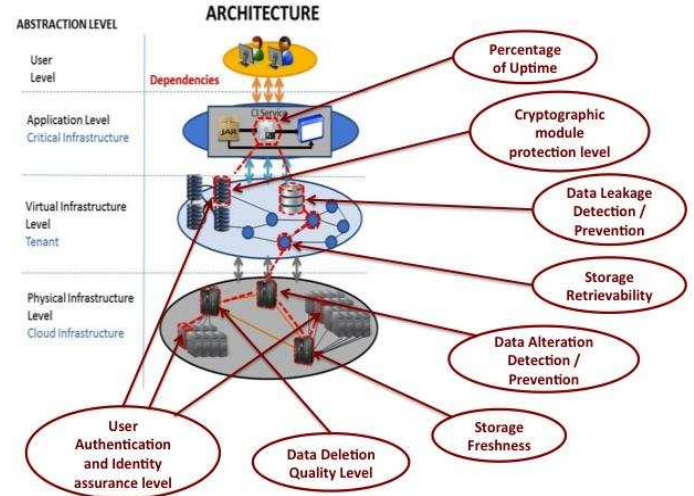 ARCHITECTURE
ABSTRACTION LEVEL
User
Level
Dependencies
Application Level
Critical Infrastructure
CI Service
JAR
Virtual Infrastructure
Level
Tenant
Physical Infrastructure
Level
Cloud Infrastructure
Percentage
of Uptime
Cryptographic
module
protection level
Data Leakage
Detection /
Prevention
Storage
Retrievability
Data Alteration
Detection /
Prevention
Storage
Freshness
Data Deletion
Quality Level
User
Authentication
and Identity
assurance level